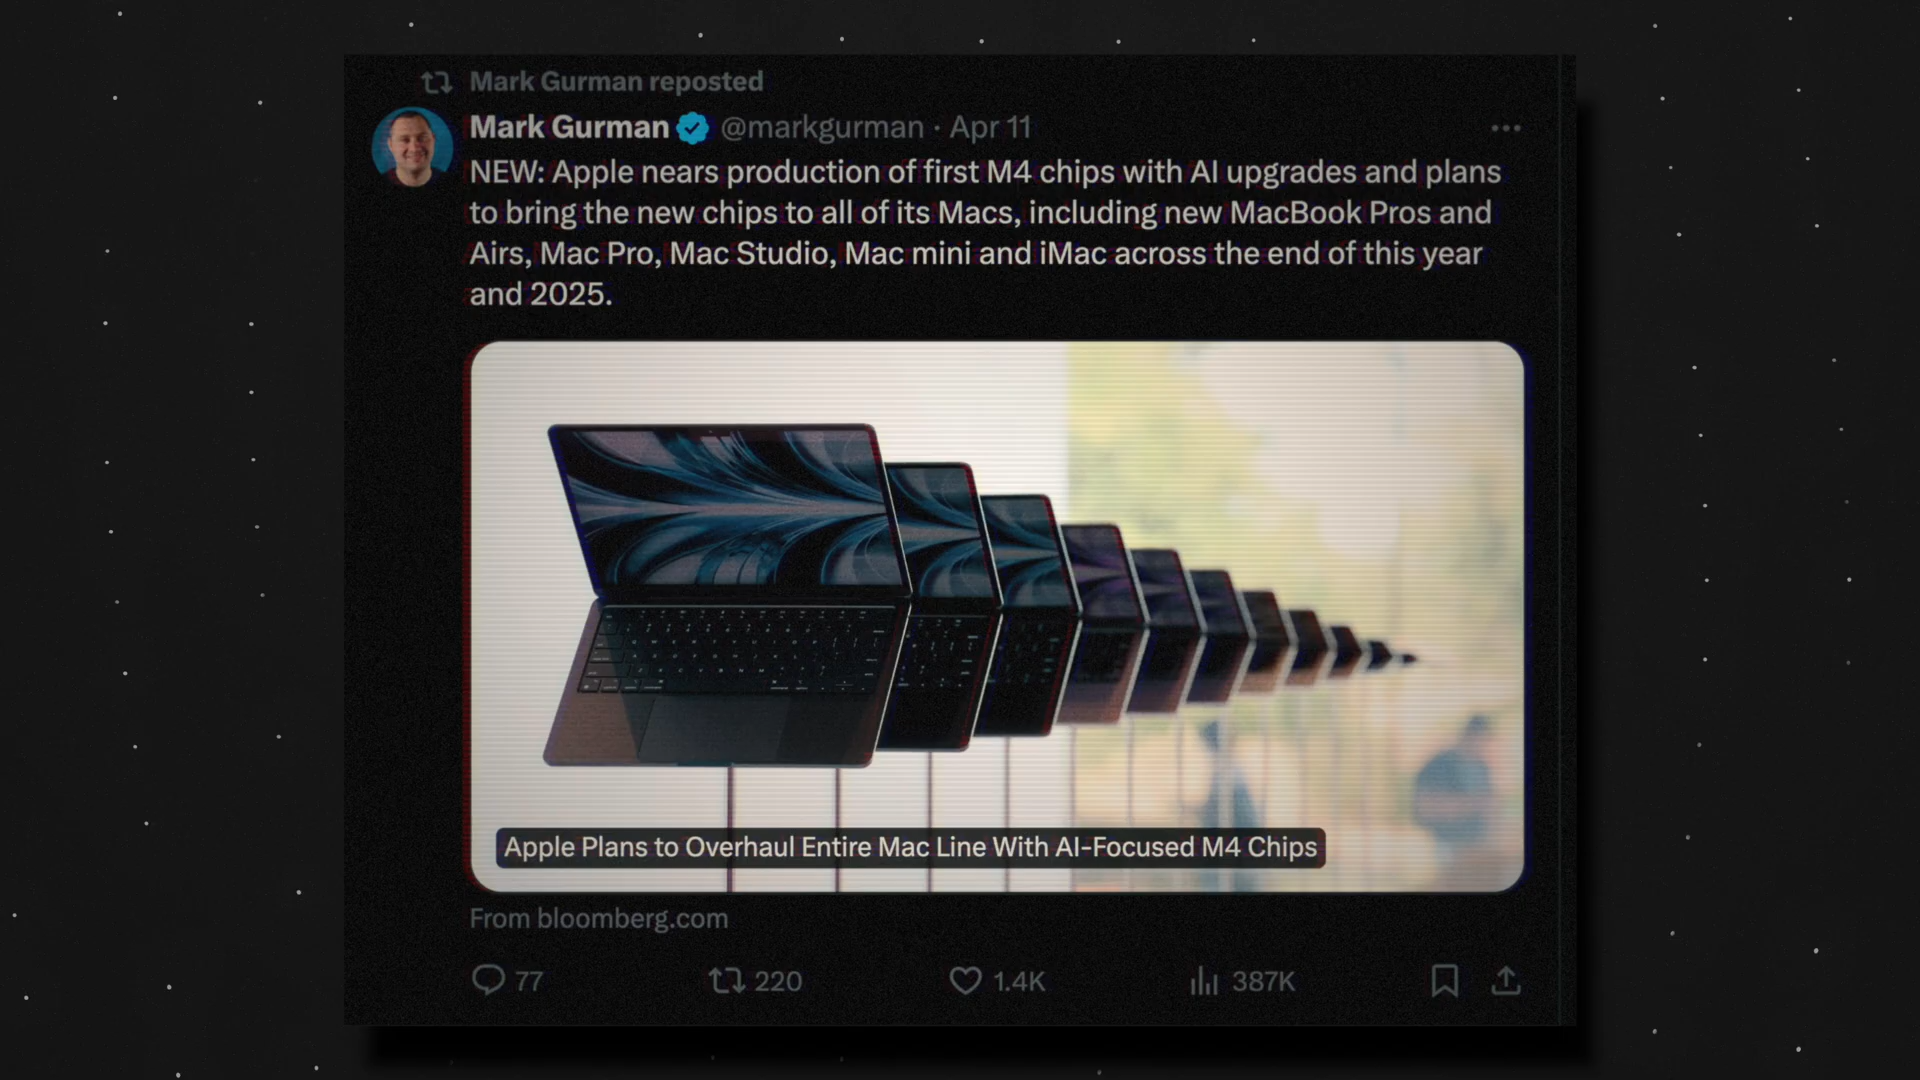 Mark Gurman reposted
Mark Gurman @markgurman · Apr 11
NEW: Apple nears production of first M4 chips with AI upgrades and plans
to bring the new chips to all of its Macs, including new MacBook Pros and
Airs, Mac Pro, Mac Studio, Mac mini and iMac across the end of this year
and 2025.
Apple Plans to Overhaul Entire Mac Line With AI-Focused M4 Chips
From bloomberg.com
77 220 1.4K 387K